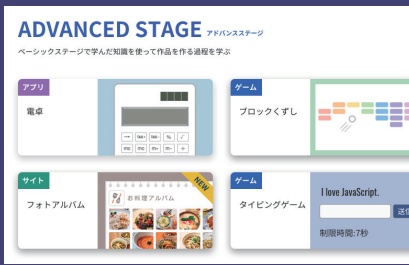 ADVANCED STAGE アドバンスステージ
ベーシックステージで学んだ知識を使って作品を作る過程を学ぶ
アプリ
電卓
ゲーム
ブロックくずし
サイト
フォトアルバム
NEW
お料理アルバム
ゲーム
タイピングゲーム
I love JavaScript.
送信
制限時間:7秒